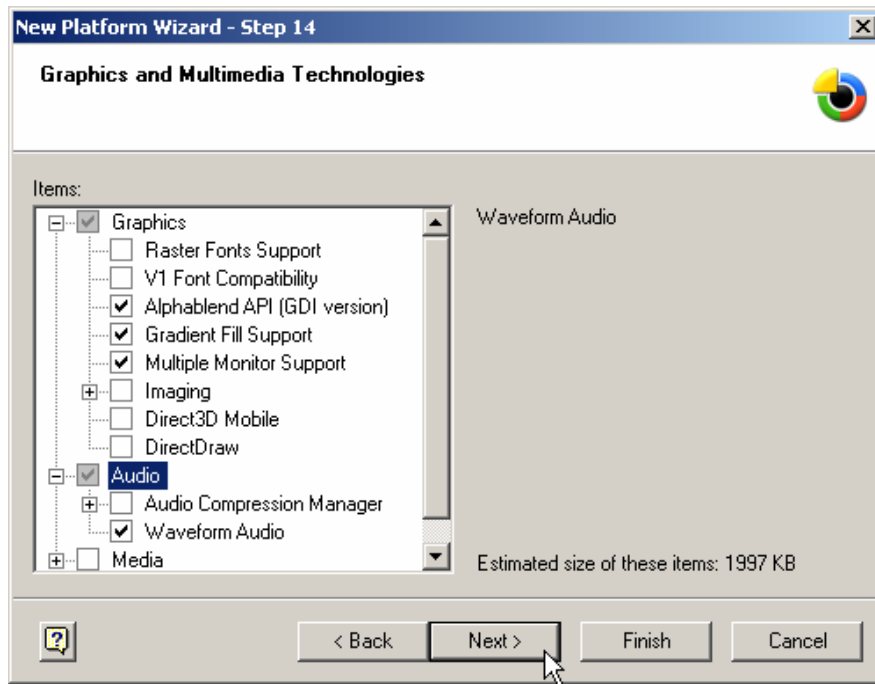 New Platform Wizard - Step 14
Graphics and Multimedia Technologies
Items:
Graphics
Raster Fonts Support
V1 Font Compatibility
Alphablend API (GDI version)
Gradient Fill Support
Multiple Monitor Support
Imaging
Direct3D Mobile
DirectDraw
Audio
Audio Compression Manager
Waveform Audio
Media
Waveform Audio
Estimated size of these items: 1997 KB
< Back
Next >
Finish
Cancel